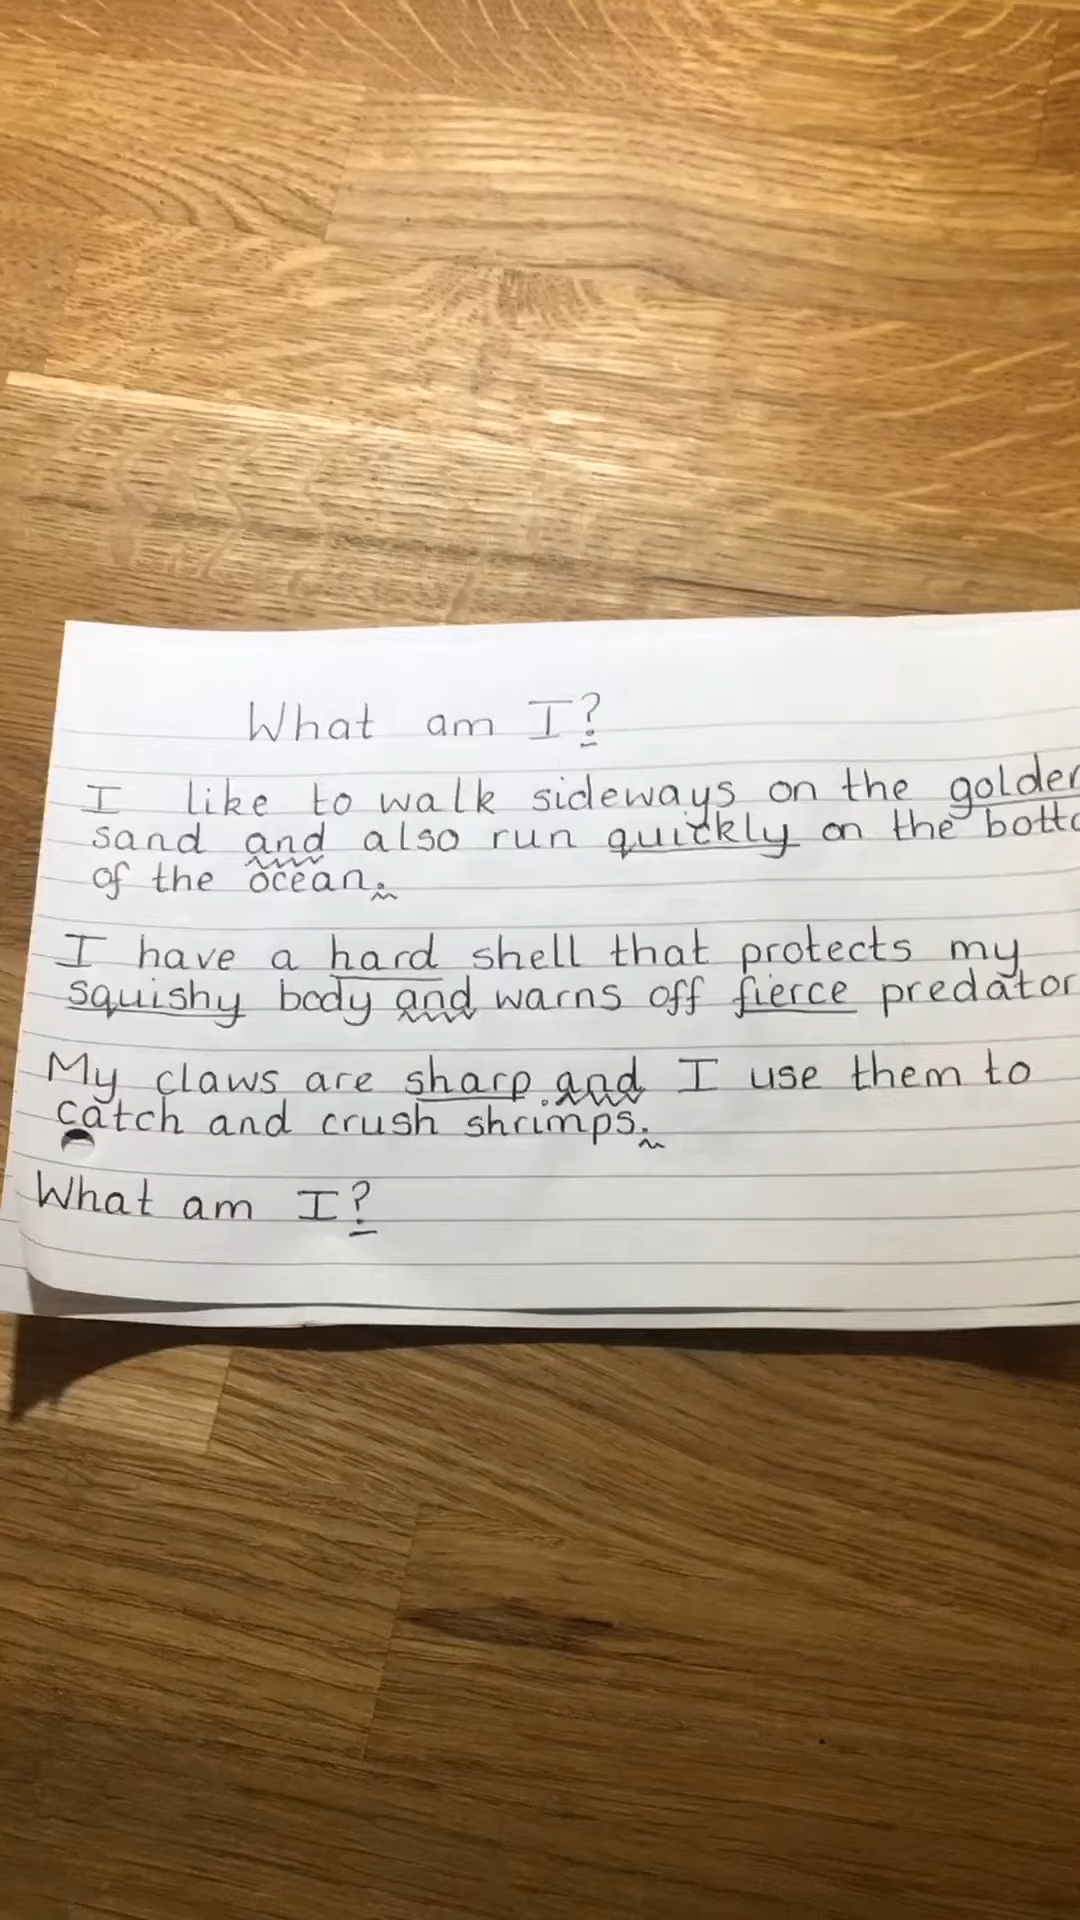 What am I?
I like to walk sideways on the golden
sand and also run quickly on the botto
of the ocean.
I have a hard shell that protects my
squishy body and warns off fierce predator
My claws are sharp and I use them to
catch and crush shrimps.
What am I?